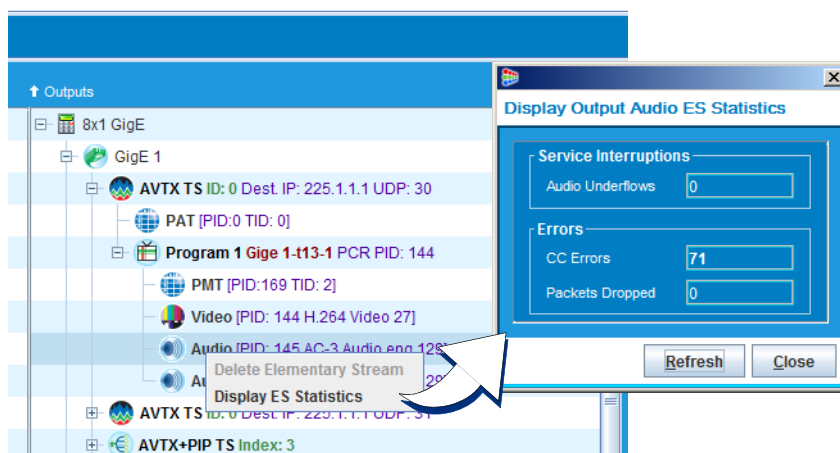 Outputs
8x1 GigE
GigE 1
AVTX TS ID: 0 Dest. IP: 225.1.1.1 UDP: 30
PAT [PID:0 TID: 0]
Program 1 Gige 1-t13-1 PCR PID: 144
PMT [PID:169 TID: 2]
Video [PID: 144 H.264 Video 27]
Audio [PID: 145 AC-3 Audio eng 129]
Delete Elementary Stream
Display ES Statistics
AVTX TS ID: 0 Dest. IP: 225.1.1.1 UDP: 31
AVTX+PIP TS Index: 3
Display Output Audio ES Statistics
Service Interruptions
Audio Underflows 0
Errors
CC Errors 71
Packets Dropped 0
Refresh Close